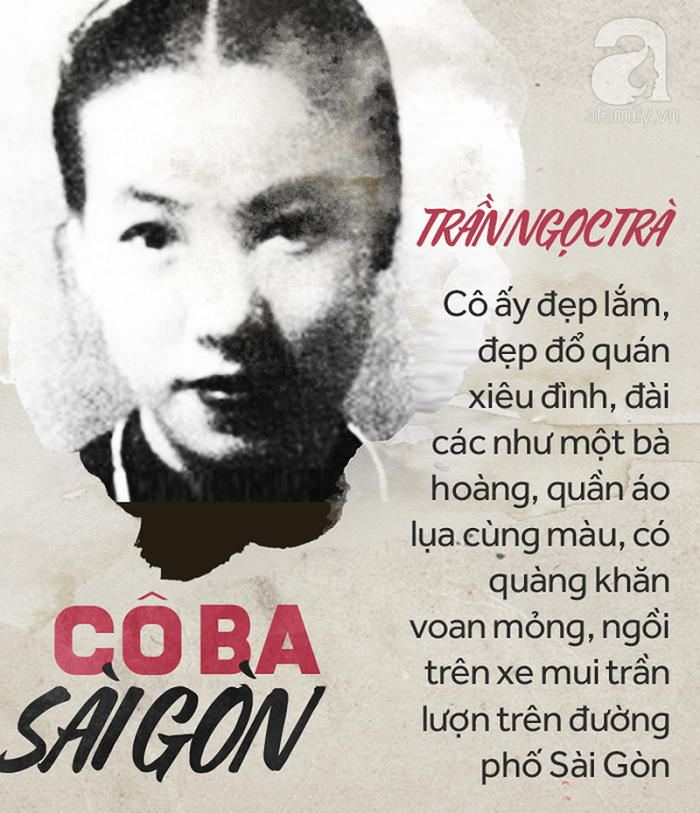 a
afamily.vn
TRẦN NGỌC TRÀ
Cô ấy đẹp lắm,
đẹp đổ quán
xiêu đình, đài
các như một bà
hoàng, quần áo
lụa cùng màu, có
quàng khăn
voan mỏng, ngồi
trên xe mui trần
lượn trên đường
phố Sài Gòn
CÔ BA
SÀI GÒN